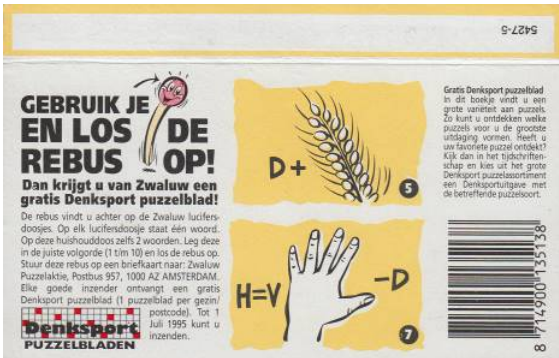 5427-5
GEBRUIK JE
EN LOS DE
REBUS OP!
Dan krijgt u van Zwaluw een
gratis Denksport puzzelblad!
De rebus vindt u achter op de Zwaluw lucifers-
doosjes. Op elk lucifersdoosje staat één woord.
Op deze huishouddoos zelfs 2 woorden. Leg deze
in de juiste volgorde (1 t/m 10) en los de rebus op.
Stuur deze rebus op een briefkaart naar: Zwaluw
Puzzelaktie, Postbus 957, 1000 AZ AMSTERDAM.
Elke goede inzender ontvangt een gratis
Denksport puzzelblad (1 puzzelblad per gezin/
postcode). Tot 1
Juli 1995 kunt u
inzenden.
Denksport
PUZZELBLADEN
D+
5
H=V
-D
7
Gratis Denksport puzzelblad
In dit boekje vindt u een
grote variëteit aan puzzels.
Zo kunt u ontdekken welke
puzzels voor u de grootste
uitdaging vormen. Heeft u
uw favoriete puzzel ontdekt?
Kijk dan in het tijdschriften-
schap en kies uit het grote
Denksport puzzelassortiment
een Denksportuitgave met
de betreffende puzzelsoort.
8 714900 135138